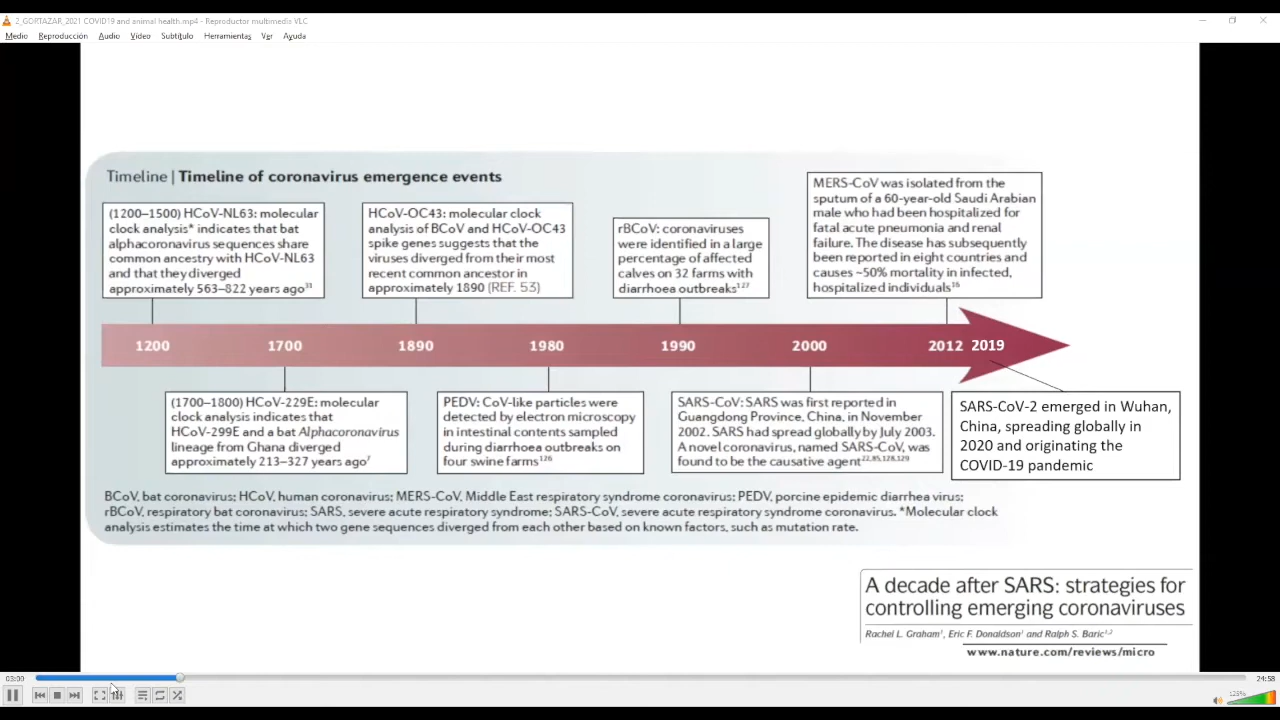 2_GORTAZAR_2021 COVID19 and animal health.mp4 - Reproductor multimedia VLC
Medio Reproducción Audio Vídeo Subtítulo Herramientas Ver Ayuda
Timeline | Timeline of coronavirus emergence events
(1200–1500) HCoV-NL63: molecular
clock analysis* indicates that bat
alphacoronavirus sequences share
common ancestry with HCoV-NL63
and that they diverged
approximately 563–822 years ago³¹
HCoV-OC43: molecular clock
analysis of BCoV and HCoV-OC43
spike genes suggests that the
viruses diverged from their most
recent common ancestor in
approximately 1890 (REF. 53)
rBCoV: coronaviruses
were identified in a large
percentage of affected
calves on 32 farms with
diarrhoea outbreaks¹²⁷
MERS-CoV was isolated from the
sputum of a 60-year-old Saudi Arabian
male who had been hospitalized for
fatal acute pneumonia and renal
failure. The disease has subsequently
been reported in eight countries and
causes ~50% mortality in infected,
hospitalized individuals¹⁶
1200 1700 1890 1980 1990 2000 2012 2019
(1700–1800) HCoV-229E: molecular
clock analysis indicates that
HCoV-299E and a bat Alphacoronavirus
lineage from Ghana diverged
approximately 213–327 years ago⁷
PEDV: CoV-like particles were
detected by electron microscopy
in intestinal contents sampled
during diarrhoea outbreaks on
four swine farms¹²⁶
SARS-CoV: SARS was first reported in
Guangdong Province, China, in November
2002. SARS had spread globally by July 2003.
A novel coronavirus, named SARS-CoV, was
found to be the causative agent²²,⁸⁵,¹²⁸,¹²⁹
SARS-CoV-2 emerged in Wuhan,
China, spreading globally in
2020 and originating the
COVID-19 pandemic
BCoV, bat coronavirus; HCoV, human coronavirus; MERS-CoV, Middle East respiratory syndrome coronavirus; PEDV, porcine epidemic diarrhea virus;
rBCoV, respiratory bat coronavirus; SARS, severe acute respiratory syndrome; SARS-CoV, severe acute respiratory syndrome coronavirus. *Molecular clock
analysis estimates the time at which two gene sequences diverged from each other based on known factors, such as mutation rate.
A decade after SARS: strategies for
controlling emerging coronaviruses
Rachel L. Graham¹, Eric F. Donaldson¹ and Ralph S. Baric¹,²
www.nature.com/reviews/micro
03:00 24:58
125%